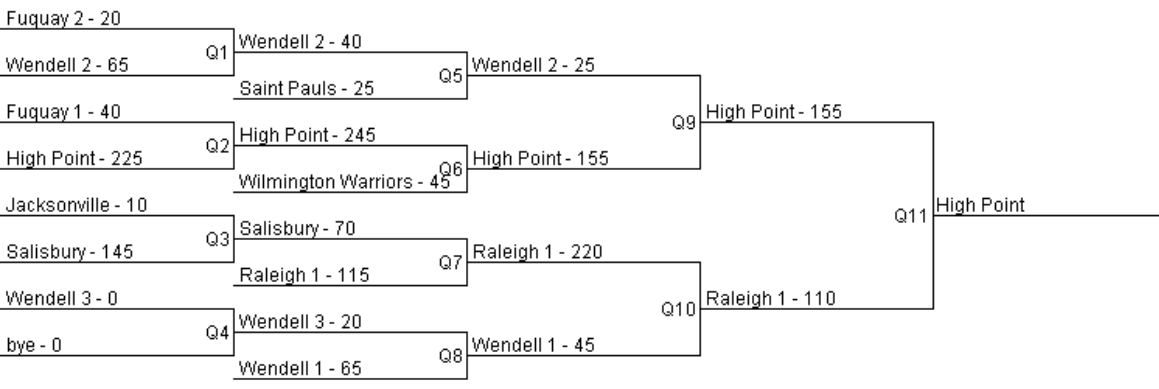 Fuquay 2 - 20
Q1
Wendell 2 - 65
Wendell 2 - 40
Q5
Saint Pauls - 25
Wendell 2 - 25
Fuquay 1 - 40
Q2
High Point - 225
High Point - 245
Q6
Wilmington Warriors - 45
High Point - 155
Q9
High Point - 155
Jacksonville - 10
Q3
Salisbury - 145
Salisbury - 70
Q7
Raleigh 1 - 115
Raleigh 1 - 220
Wendell 3 - 0
Q4
bye - 0
Wendell 3 - 20
Q8
Wendell 1 - 65
Wendell 1 - 45
Q10
Raleigh 1 - 110
Q11
High Point